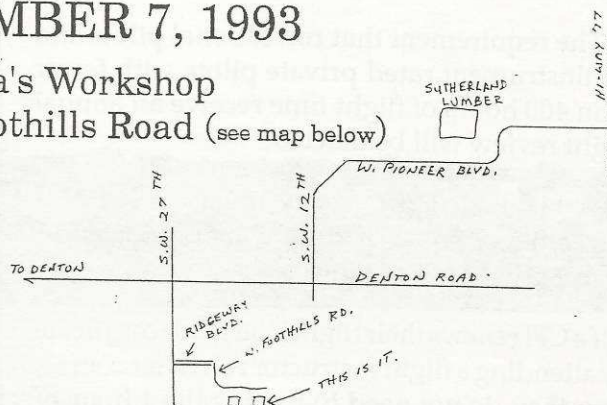 MBER 7, 1993
a's Workshop
othills Road (see map below)
SUTHERLAND
LUMBER
W. PIONEER BLVD.
S.W. 27 TH
S.W. 12 TH
TO DENTON
DENTON ROAD
RIDGEWAY
BLVD.
W. FOOTHILLS RD.
THIS IS IT.